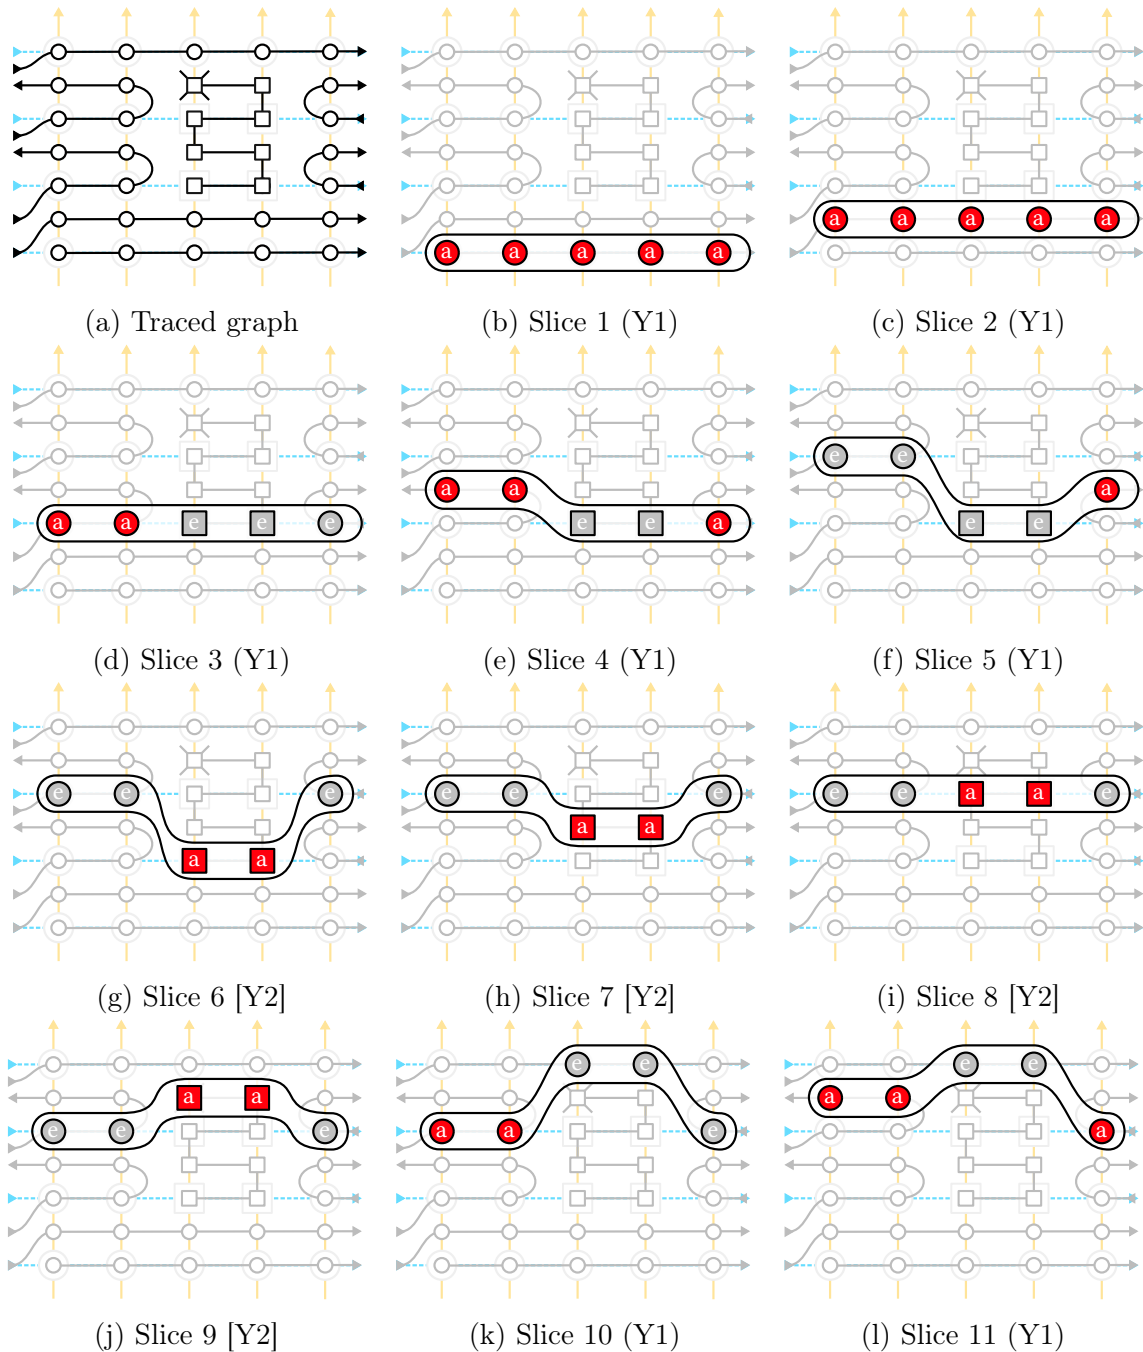 (a) Traced graph
(b) Slice 1 (Y1)
a a a a a
(c) Slice 2 (Y1)
a a a a a
(d) Slice 3 (Y1)
a a e e e
(e) Slice 4 (Y1)
a a e e a
(f) Slice 5 (Y1)
e e e e a
(g) Slice 6 [Y2]
e e a a e
(h) Slice 7 [Y2]
e e a a e
(i) Slice 8 [Y2]
e e a a e
(j) Slice 9 [Y2]
e e a a e
(k) Slice 10 (Y1)
a a e e e
(l) Slice 11 (Y1)
a a e e a